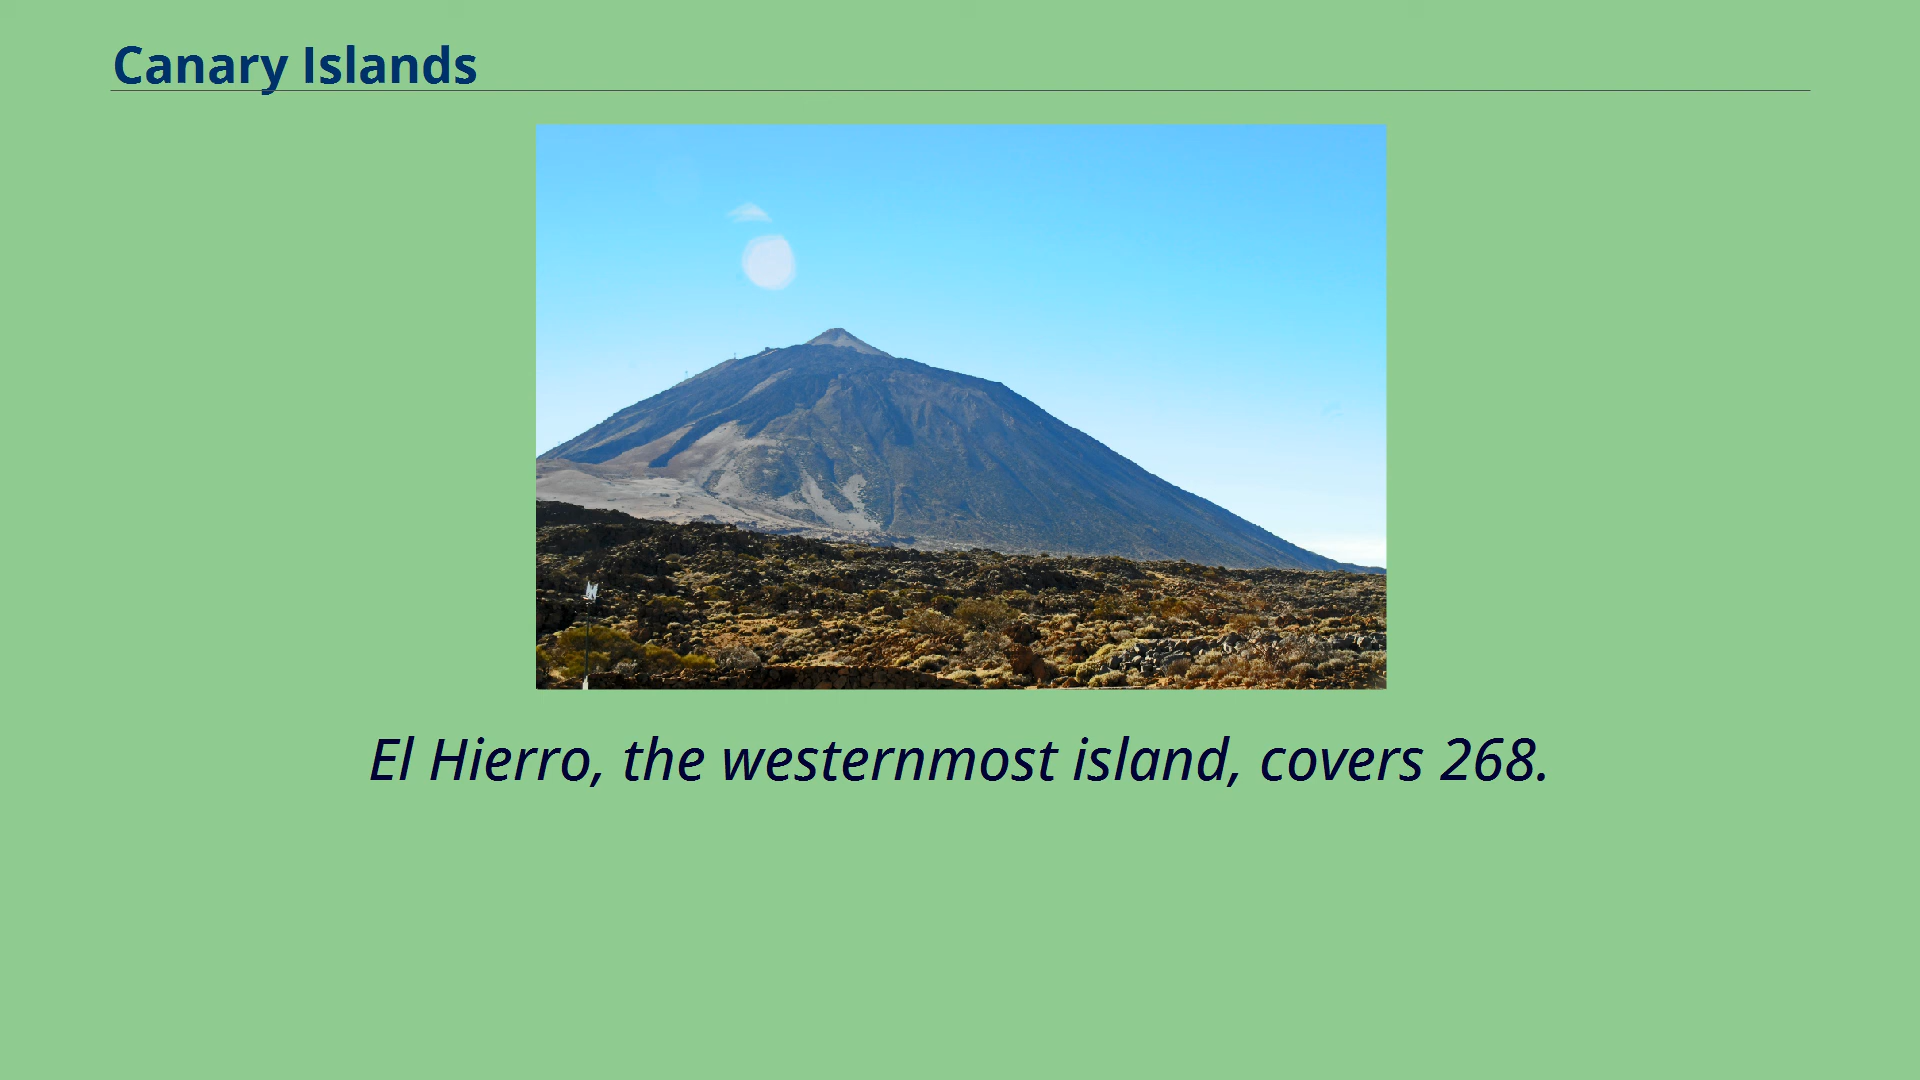 Canary Islands
El Hierro, the westernmost island, covers 268.